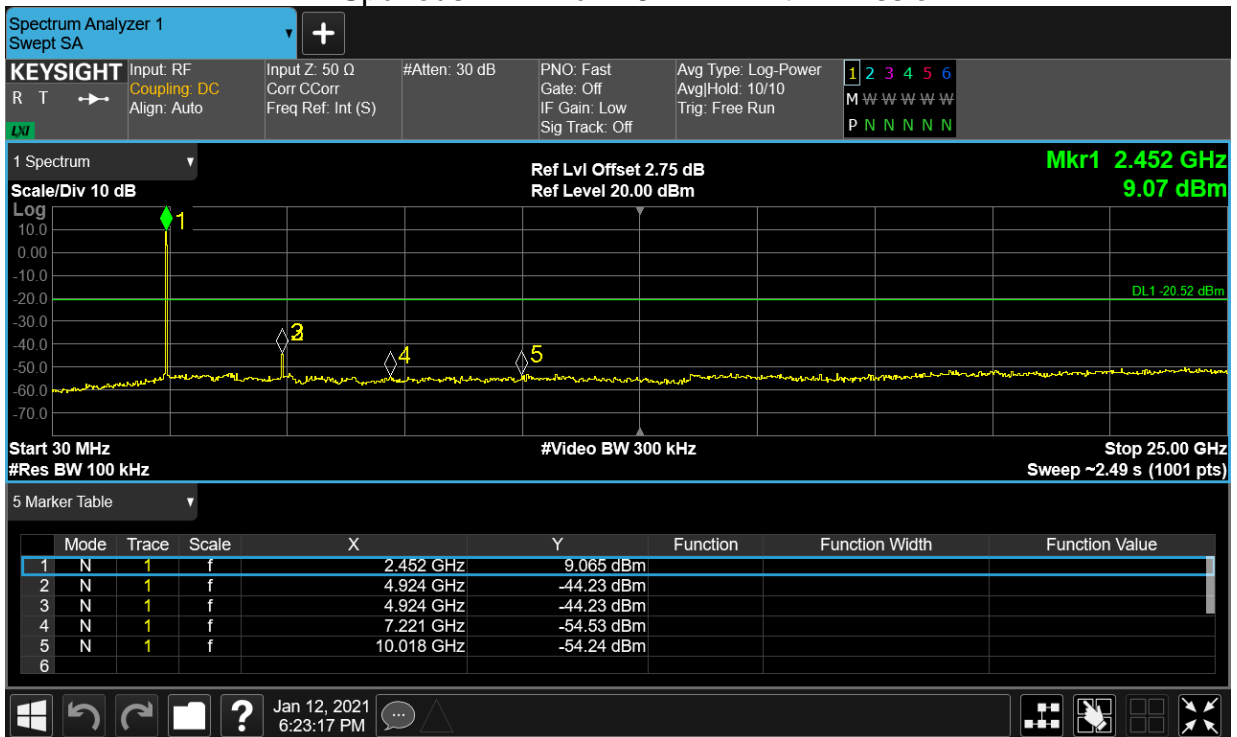 Spectrum Analyzer 1
Swept SA
KEYSIGHT
R T
LXI
Input: RF
Coupling: DC
Align: Auto
Input Z: 50 Ω
Corr CCorr
Freq Ref: Int (S)
#Atten: 30 dB
PNO: Fast
Gate: Off
IF Gain: Low
Sig Track: Off
Avg Type: Log-Power
Avg|Hold: 10/10
Trig: Free Run
1 2 3 4 5 6
M W W W W W
P N N N N N
1 Spectrum
Scale/Div 10 dB
Ref Lvl Offset 2.75 dB
Ref Level 20.00 dBm
Mkr1 2.452 GHz
9.07 dBm
Log
10.0
0.00
-10.0
-20.0
-30.0
-40.0
-50.0
-60.0
-70.0
1
DL1 -20.52 dBm
4
5
Start 30 MHz
#Res BW 100 kHz
#Video BW 300 kHz
Stop 25.00 GHz
Sweep ~2.49 s (1001 pts)
5 Marker Table
Mode Trace Scale X Y Function Function Width Function Value
1 N 1 f 2.452 GHz 9.065 dBm
2 N 1 f 4.924 GHz -44.23 dBm
3 N 1 f 4.924 GHz -44.23 dBm
4 N 1 f 7.221 GHz -54.53 dBm
5 N 1 f 10.018 GHz -54.24 dBm
6
?
Jan 12, 2021
6:23:17 PM